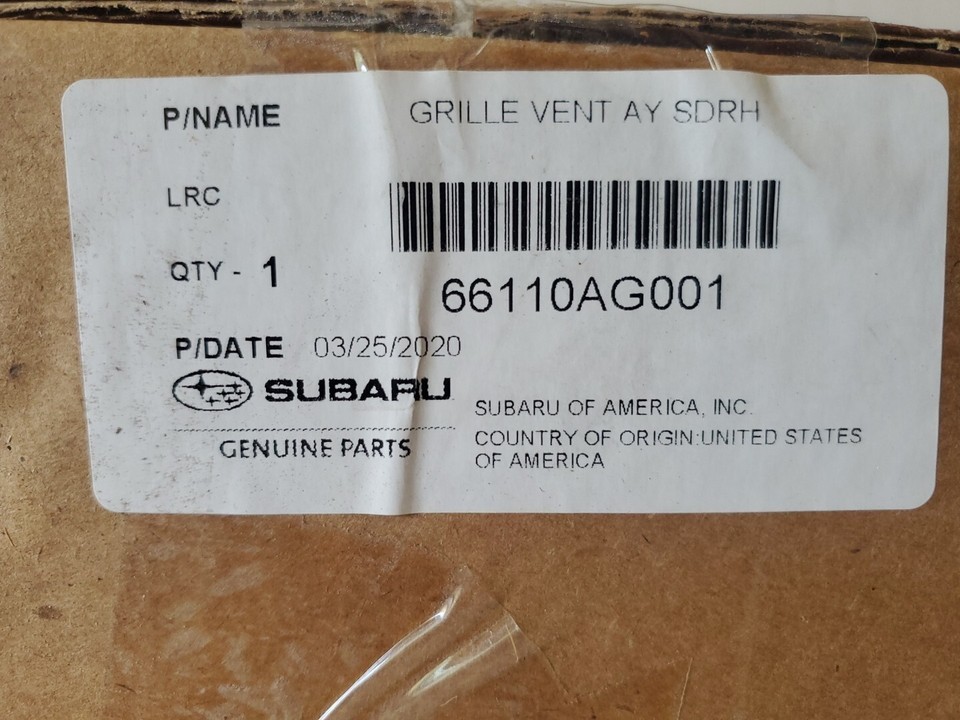 P/NAME GRILLE VENT AY SDRH
LRC
QTY - 1
66110AG001
P/DATE 03/25/2020
SUBARU
GENUINE PARTS
SUBARU OF AMERICA, INC.
COUNTRY OF ORIGIN:UNITED STATES
OF AMERICA